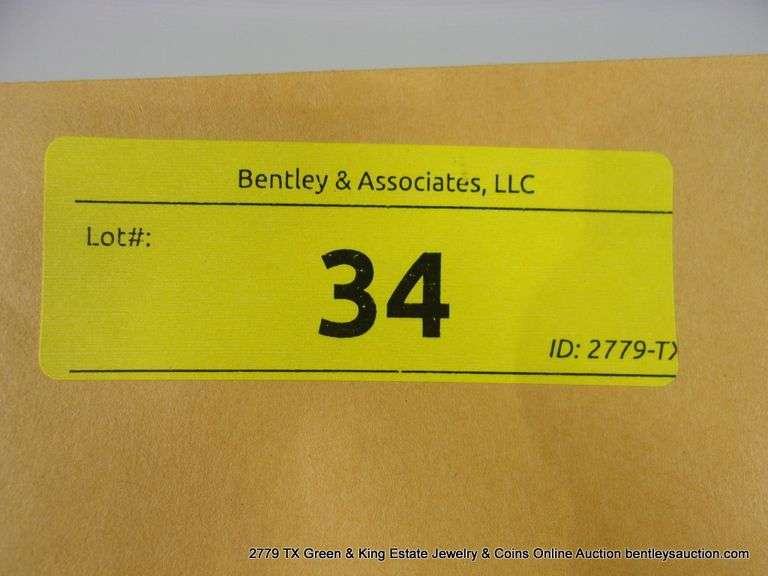 Bentley & Associates, LLC
Lot#:
34
ID: 2779-TX
2779 TX Green & King Estate Jewelry & Coins Online Auction bentleysauction.com